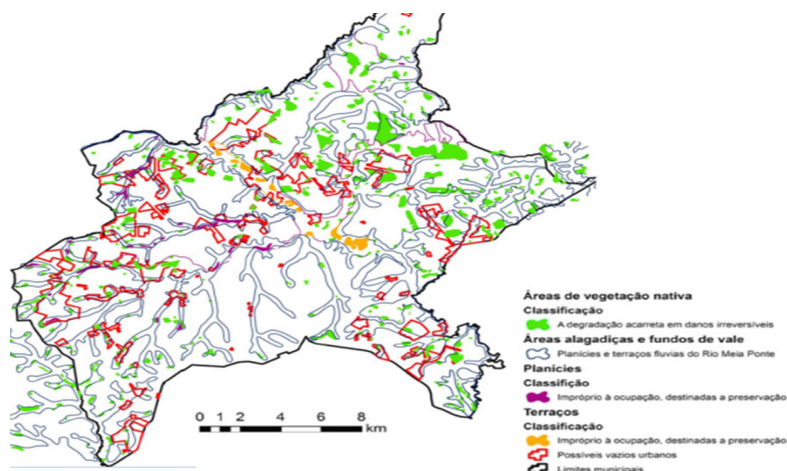 Áreas de vegetação nativa
Classificação
A degradação acarreta em danos irreversíveis
Áreas alagadiças e fundos de vale
Planícies e terraços fluvias do Rio Meia Ponte
Planícies
Classifição
Impróprio à ocupação, destinadas a preservação
Terraços
Classificação
Impróprio à ocupação, destinadas a preservação
Possíveis vazios urbanos
Limites municipais
0 1 2 4 6 8
km